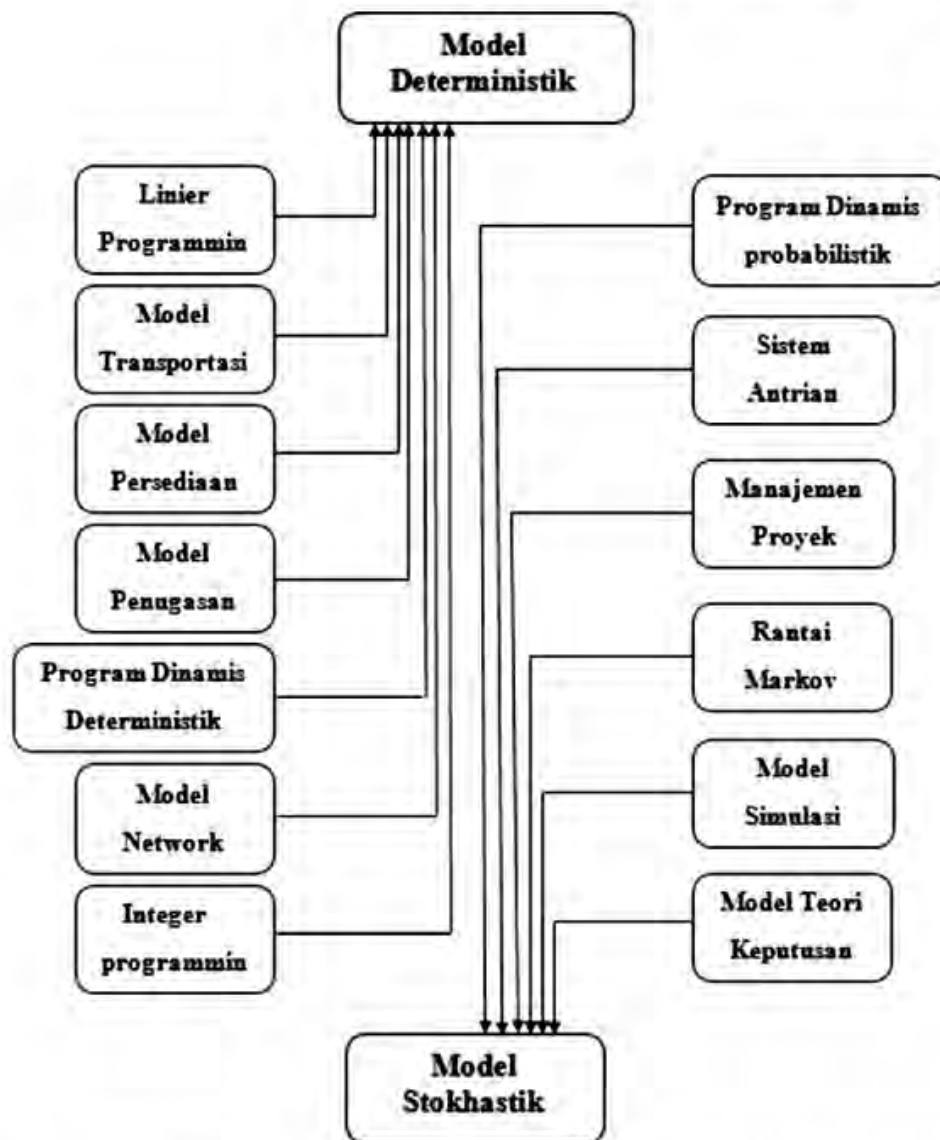 Model
Deterministik
Linier
Programmin
Model
Transportasi
Model
Persediaan
Model
Penugasan
Program Dinamis
Deterministik
Model
Network
Integer
programmin
Program Dinamis
probabilistik
Sistem
Antrian
Manajemen
Proyek
Rantai
Markov
Model
Simulasi
Model Teori
Keputusan
Model
Stokhastik